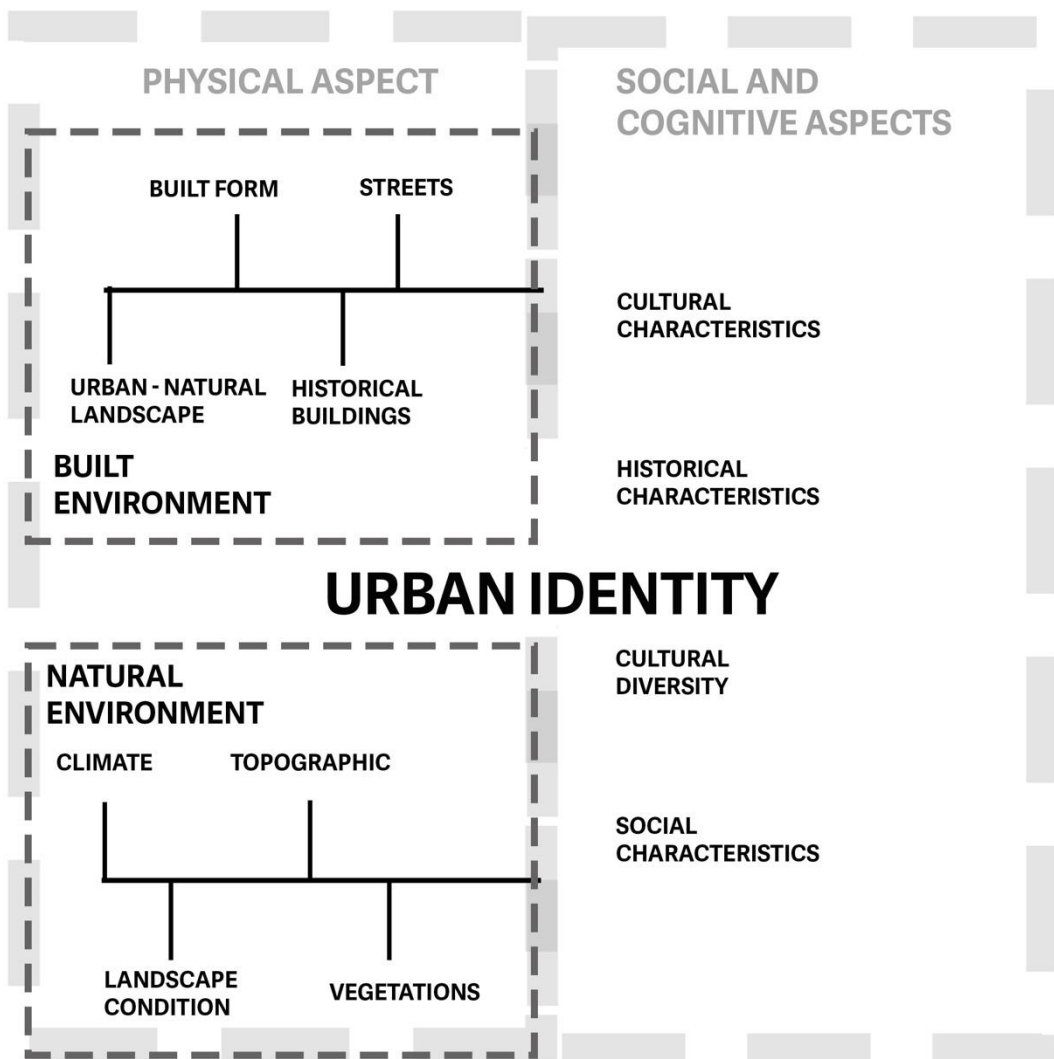 PHYSICAL ASPECT
BUILT FORM
STREETS
URBAN - NATURAL
LANDSCAPE
HISTORICAL
BUILDINGS
BUILT
ENVIRONMENT
SOCIAL AND
COGNITIVE ASPECTS
CULTURAL
CHARACTERISTICS
HISTORICAL
CHARACTERISTICS
URBAN IDENTITY
NATURAL
ENVIRONMENT
CLIMATE
TOPOGRAPHIC
LANDSCAPE
CONDITION
VEGETATIONS
CULTURAL
DIVERSITY
SOCIAL
CHARACTERISTICS